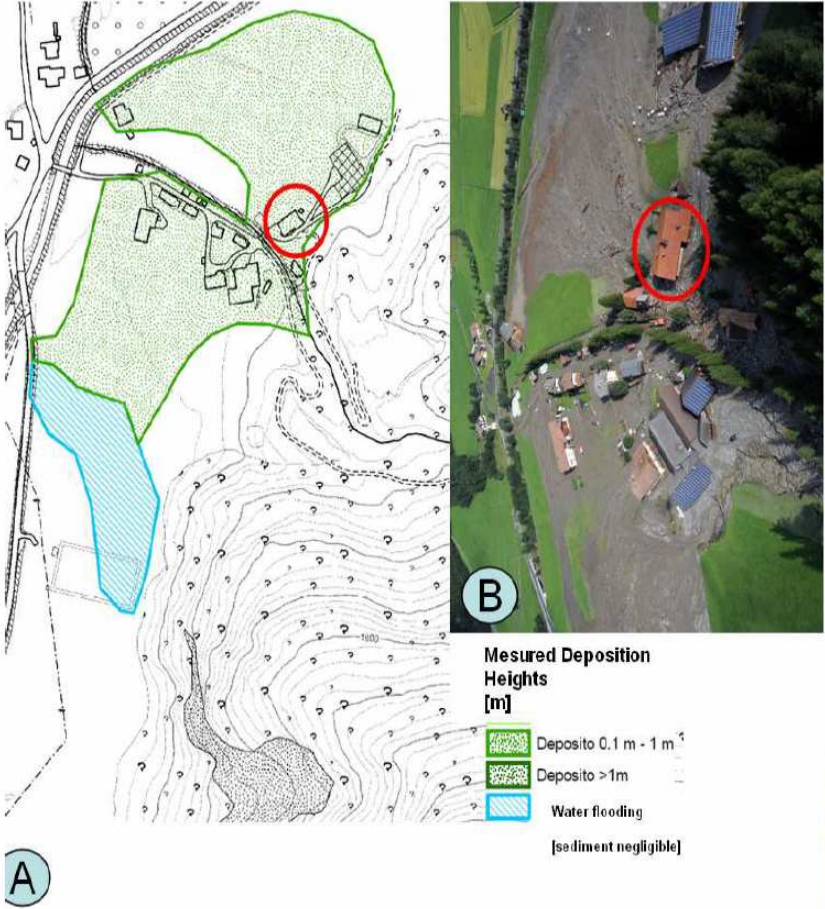 1800
B
Mesured Deposition
Heights
[m]
Deposito 0.1 m - 1 m
Deposito >1m
Water flooding
[sediment negligible]
A